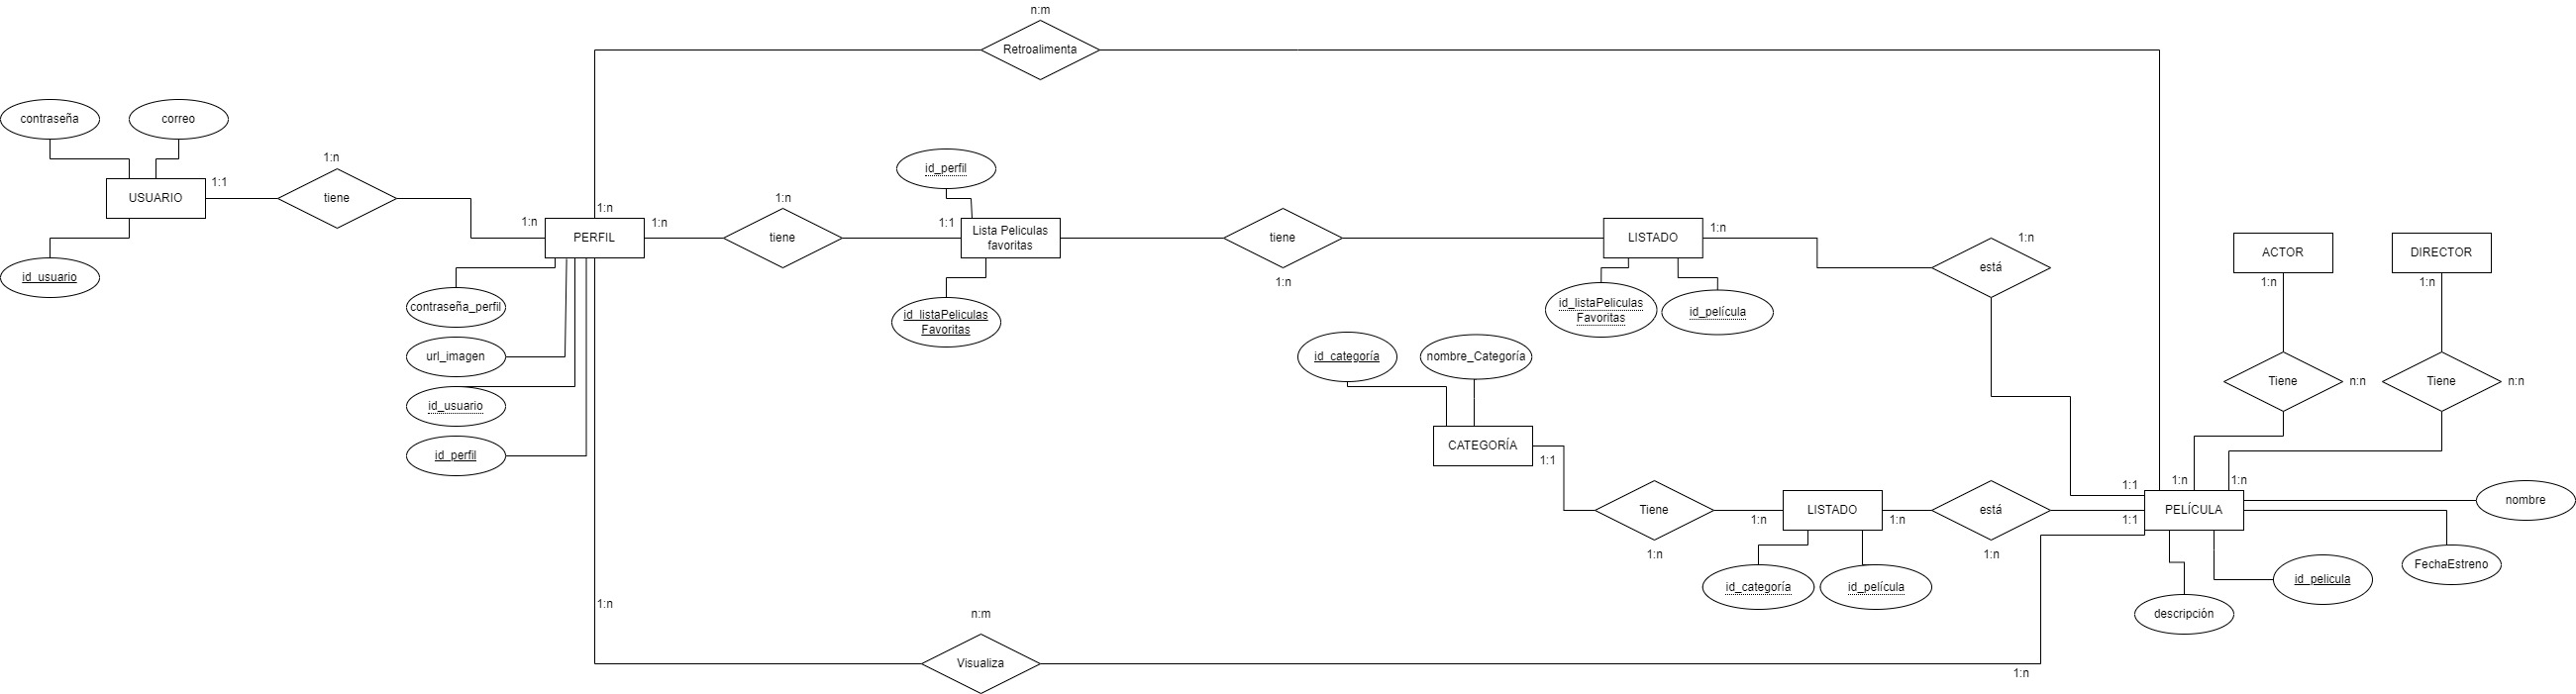 n:m
Retroalimenta
contraseña
correo
1:n
1:1
USUARIO
tiene
id_usuario
1:n
1:n
PERFIL
1:n
contraseña_perfil
url_imagen
id_usuario
id_perfil
1:n
tiene
id_perfil
1:1
Lista Peliculas
favoritas
id_listaPeliculas
Favoritas
tiene
1:n
LISTADO
1:n
id_listaPeliculas
Favoritas
id_película
1:n
está
ACTOR
1:n
DIRECTOR
1:n
Tiene
n:n
Tiene
n:n
id_categoría
nombre_Categoría
CATEGORÍA
1:1
Tiene
1:n
1:n
LISTADO
1:n
id_categoría
id_película
está
1:n
1:1
1:n
1:n
1:1
PELÍCULA
nombre
FechaEstreno
id_pelicula
descripción
1:n
n:m
Visualiza
1:n